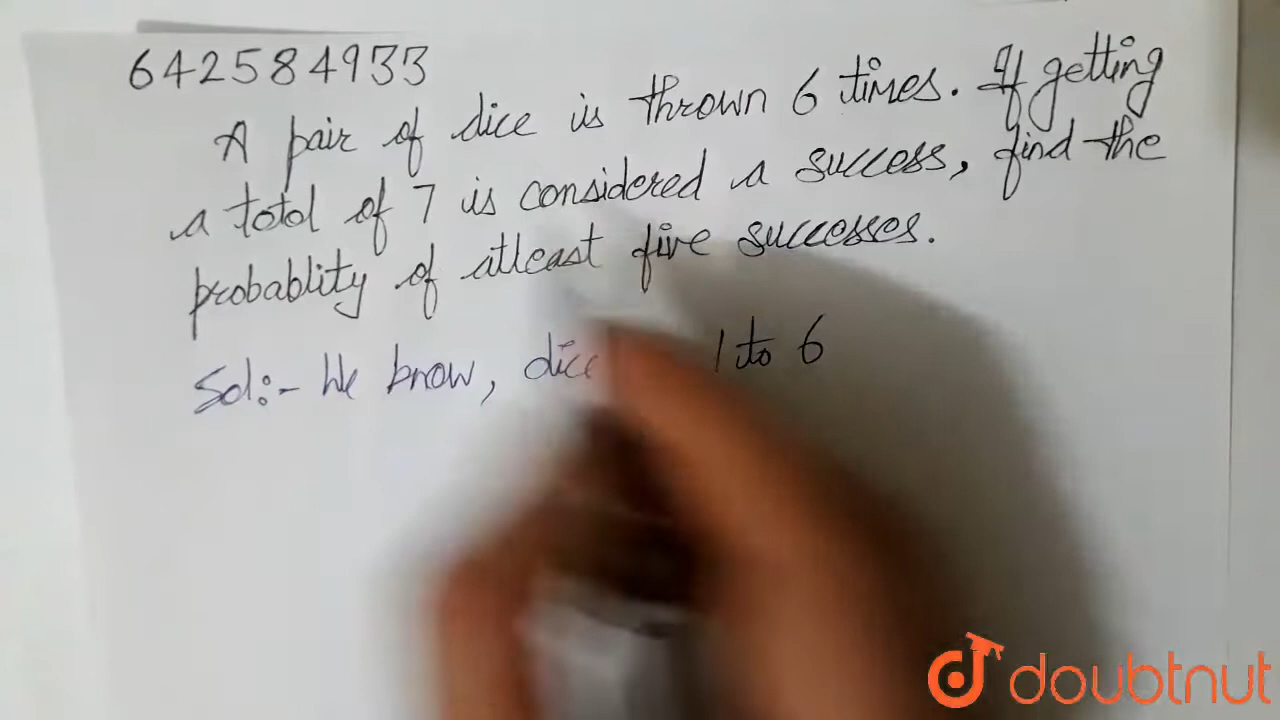 642584933
A pair of dice is thrown 6 times. If getting
a total of 7 is considered a success, find the
probablity of atleast five successes.
Sol:- We know, dice 1 to 6
doubtnut